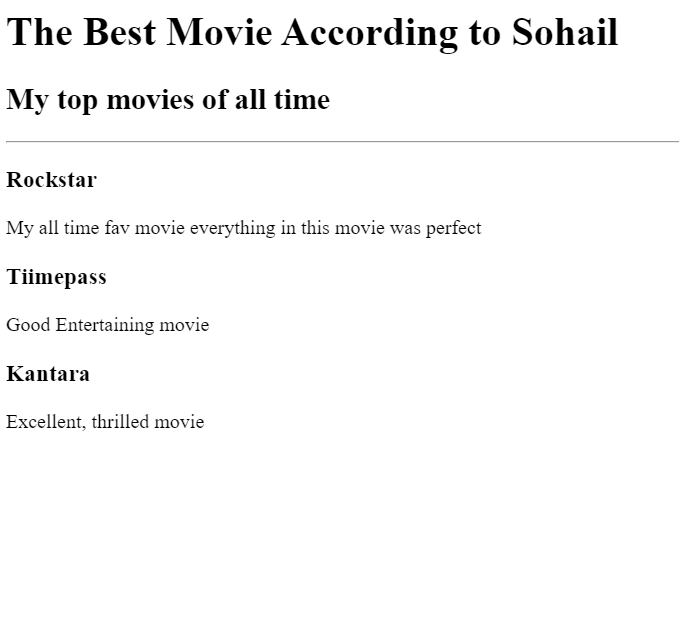 The Best Movie According to Sohail
My top movies of all time
Rockstar
My all time fav movie everything in this movie was perfect
Tiimepass
Good Entertaining movie
Kantara
Excellent, thrilled movie